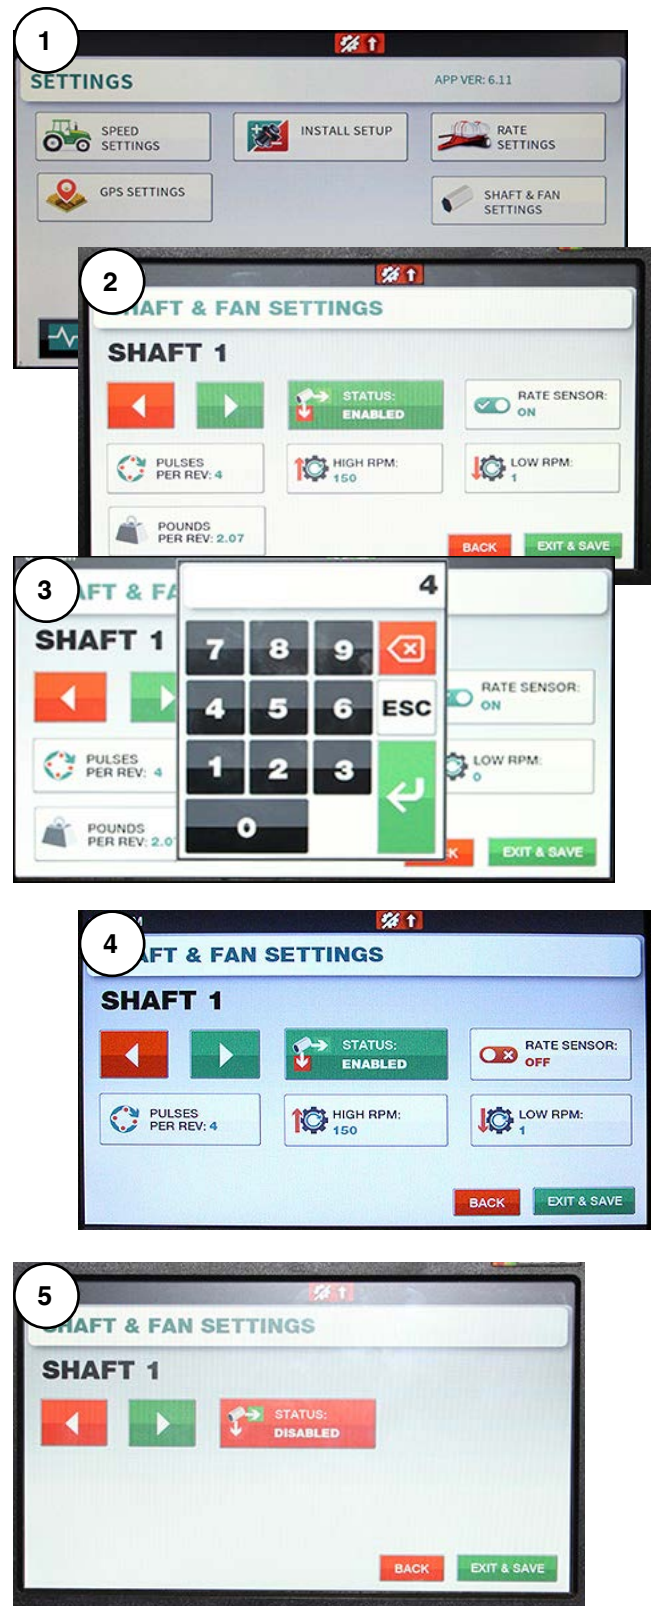 1
SETTINGS
APP VER: 6.11
SPEED
SETTINGS
INSTALL SETUP
RATE
SETTINGS
GPS SETTINGS
SHAFT & FAN
SETTINGS
2
HAFT & FAN SETTINGS
SHAFT 1
STATUS:
ENABLED
RATE SENSOR:
ON
PULSES
PER REV: 4
HIGH RPM:
150
LOW RPM:
1
POUNDS
PER REV: 2.07
BACK
EXIT & SAVE
3
AFT & FA
4
SHAFT 1
7 8 9
4 5 6 ESC
1 2 3
0
RATE SENSOR:
ON
PULSES
PER REV: 4
LOW RPM:
0
POUNDS
PER REV: 2.0
K
EXIT & SAVE
4
M
AFT & FAN SETTINGS
SHAFT 1
STATUS:
ENABLED
RATE SENSOR:
OFF
PULSES
PER REV: 4
HIGH RPM:
150
LOW RPM:
1
BACK
EXIT & SAVE
5
SHAFT & FAN SETTINGS
SHAFT 1
STATUS:
DISABLED
BACK
EXIT & SAVE